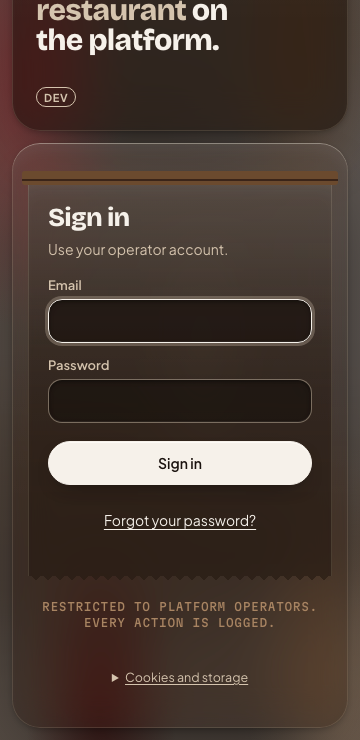 restaurant on
the platform.
DEV
Sign in
Use your operator account.
Email
Password
Sign in
Forgot your password?
RESTRICTED TO PLATFORM OPERATORS.
EVERY ACTION IS LOGGED.
Cookies and storage